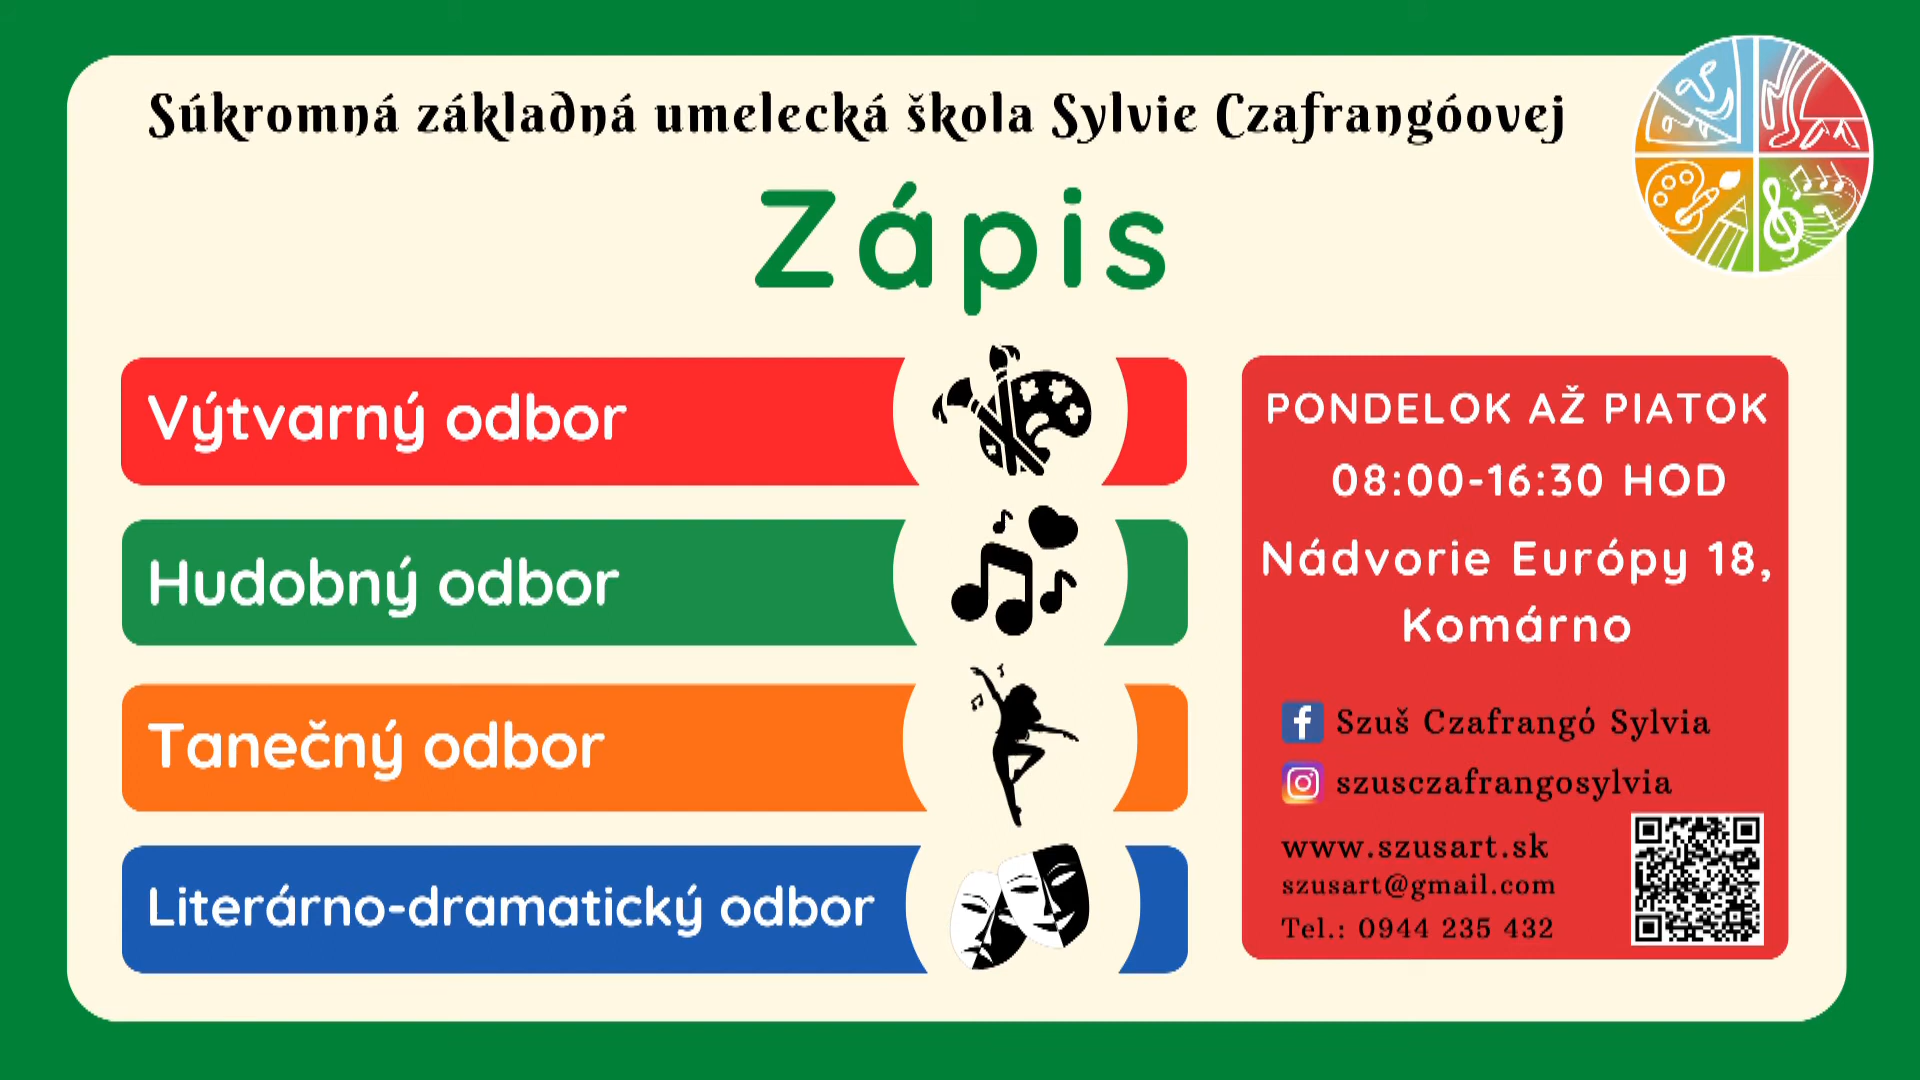 Súkromná základná umelecká škola Sylvie Czafrangóovej
Zápis
Výtvarný odbor
Hudobný odbor
Tanečný odbor
Literárno-dramatický odbor
PONDELOK AŽ PIATOK
08:00-16:30 HOD
Nádvorie Európy 18,
Komárno
Szuš Czafrangó Sylvia
szusczafrangosylvia
www.szusart.sk
szusart@gmail.com
Tel.: 0944 235 432